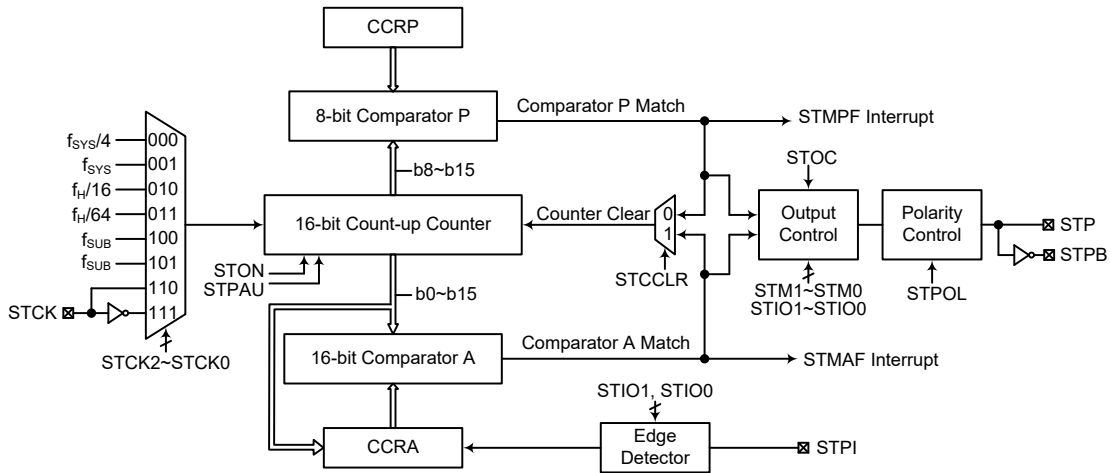 CCRP
8-bit Comparator P
Comparator P Match
STMPF Interrupt
b8~b15
fSYS/4
000
fSYS
001
fH/16
010
fH/64
011
fSUB
100
fSUB
101
110
STCK
111
STCK2~STCK0
16-bit Count-up Counter
STON
STPAU
Counter Clear
0
1
STCCLR
STOC
Output
Control
STM1~STM0
STIO1~STIO0
Polarity
Control
STPOL
STP
STPB
b0~b15
16-bit Comparator A
Comparator A Match
STMAF Interrupt
STIO1, STIO0
CCRA
Edge
Detector
STPI